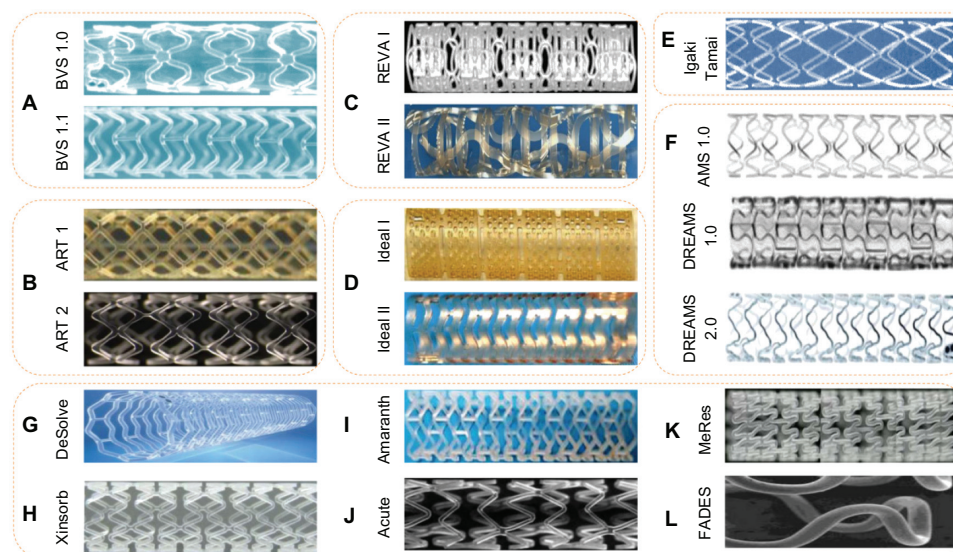 A
BVS 1.0
BVS 1.1
C
REVA I
REVA II
E
Igaki
Tamai
F
AMS 1.0
DREAMS
1.0
DREAMS
2.0
B
ART 1
ART 2
D
Ideal I
Ideal II
G
DeSolve
I
Amaranth
K
MeRes
H
Xinsorb
J
Acute
L
FADES